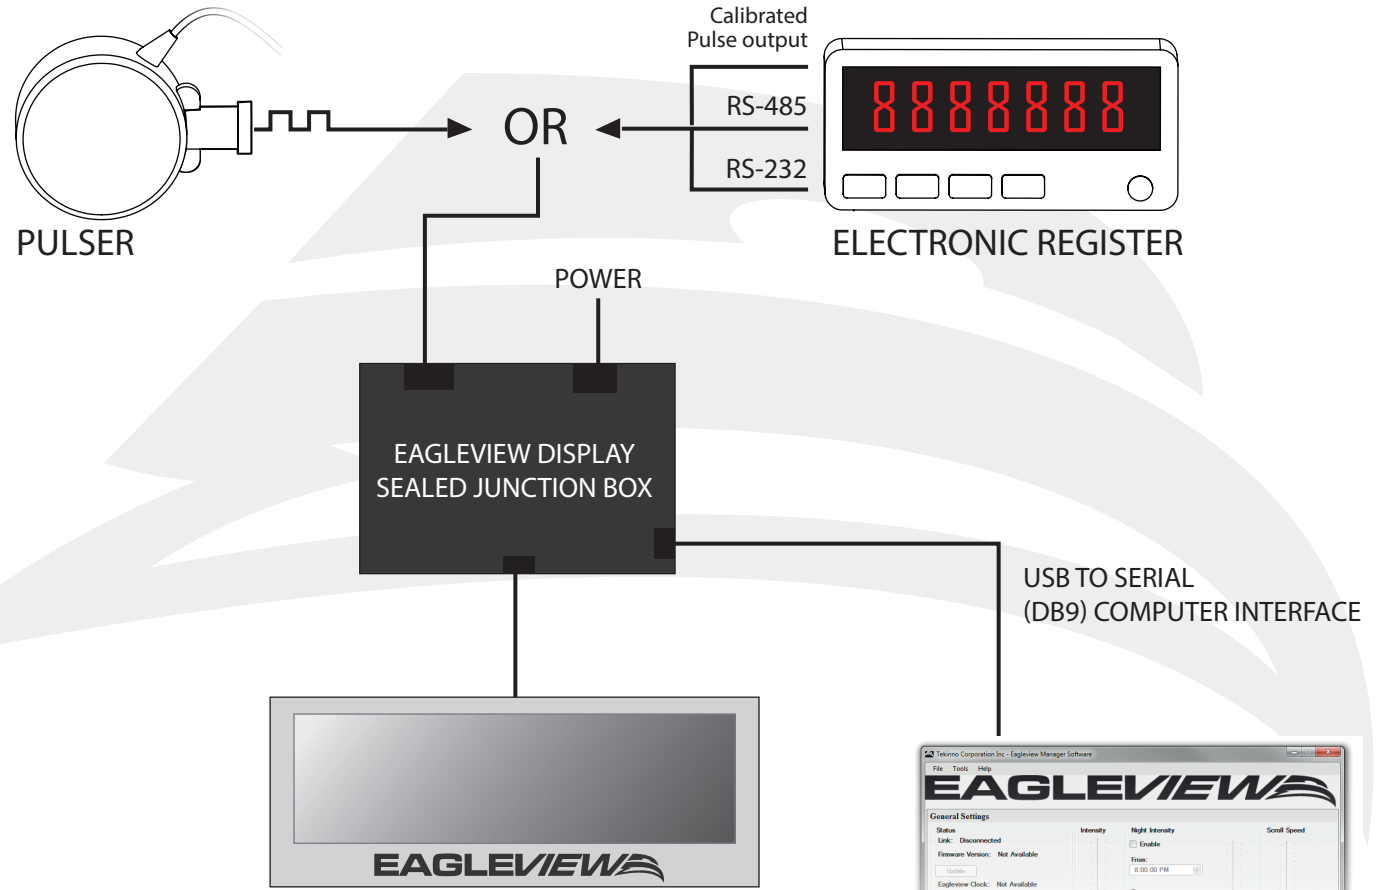 Calibrated
Pulse output
RS-485
OR
RS-232
8888888
PULSER
ELECTRONIC REGISTER
POWER
EAGLEVIEW DISPLAY
SEALED JUNCTION BOX
USB TO SERIAL
(DB9) COMPUTER INTERFACE
EAGLEVIEW
Tekinno Corporation Inc - Eagleview Manager Software
File Tools Help
EAGLEVIEW
General Settings
Status Intensity Night Intensity Scroll Speed
Link: Disconnected
Enable
Firmware Version: Not Available
From:
Update
8:00:00 PM
Eagleview Clock: Not Available